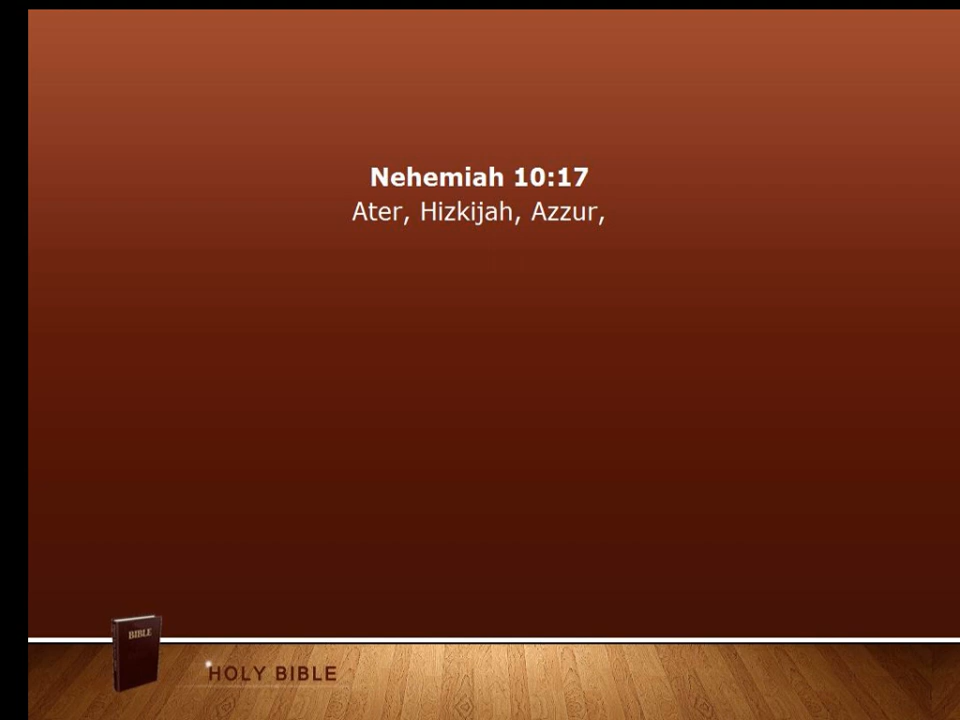 Nehemiah 10:17
Ater, Hizkijah, Azzur,
BIBLE
HOLY BIBLE